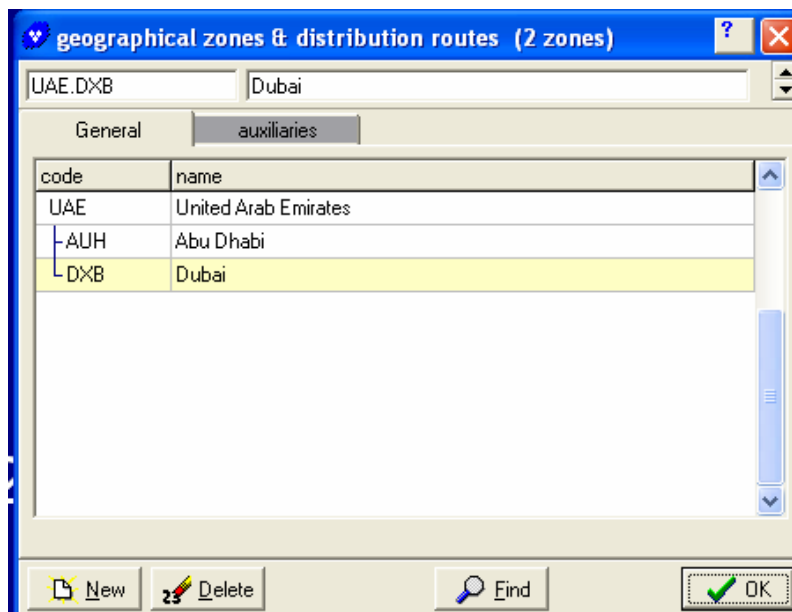 geographical zones & distribution routes (2 zones) ?
UAE.DXB Dubai
General auxiliaries
code name
UAE United Arab Emirates
AUH Abu Dhabi
DXB Dubai
New Delete Find OK